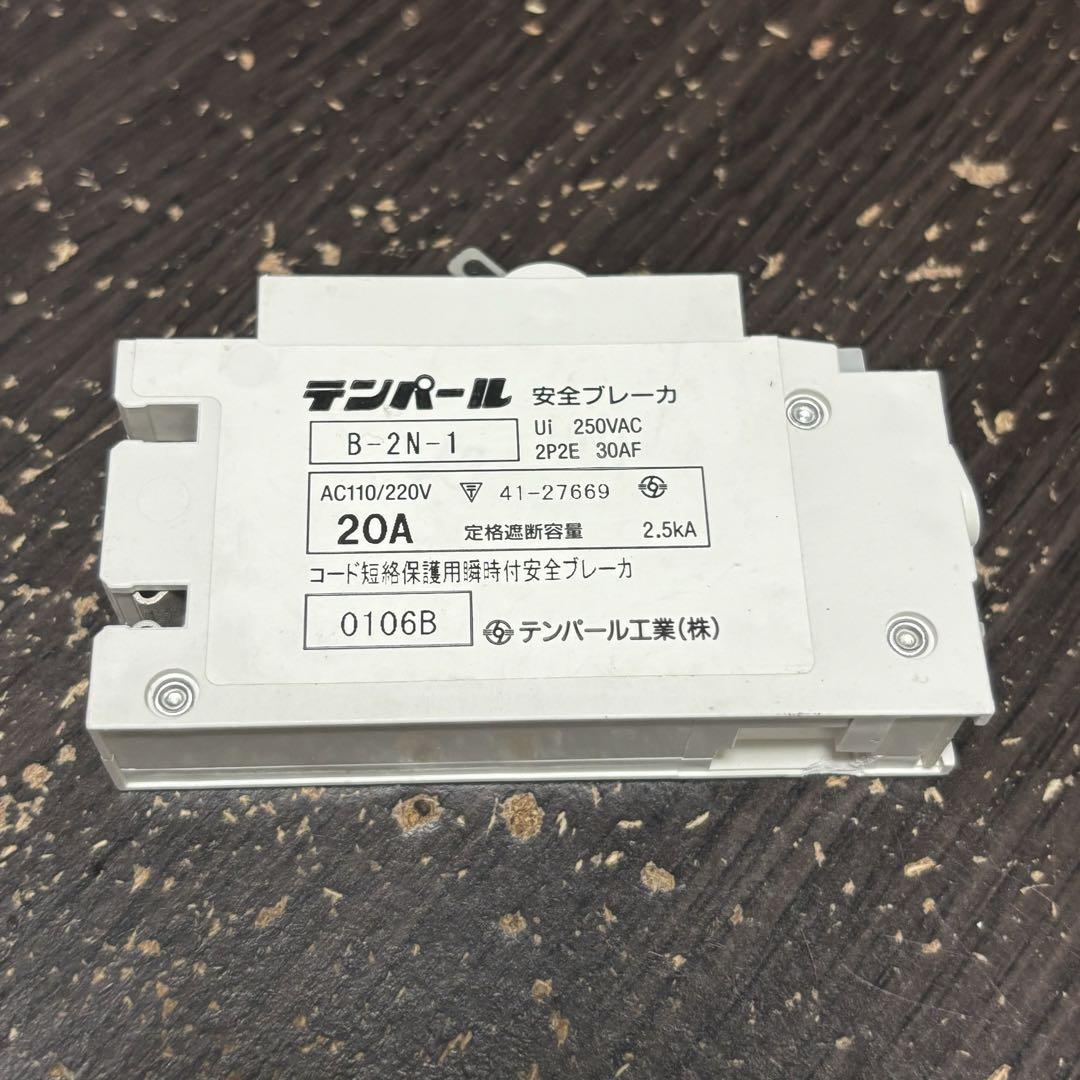 テンパール 安全ブレーカ
B-2N-1
Ui 250VAC
2P2E 30AF
AC110/220V 〒 41-27669
20A 定格遮断容量 2.5kA
コード短絡保護用瞬時付安全ブレーカ
0106B
テンパール工業(株)